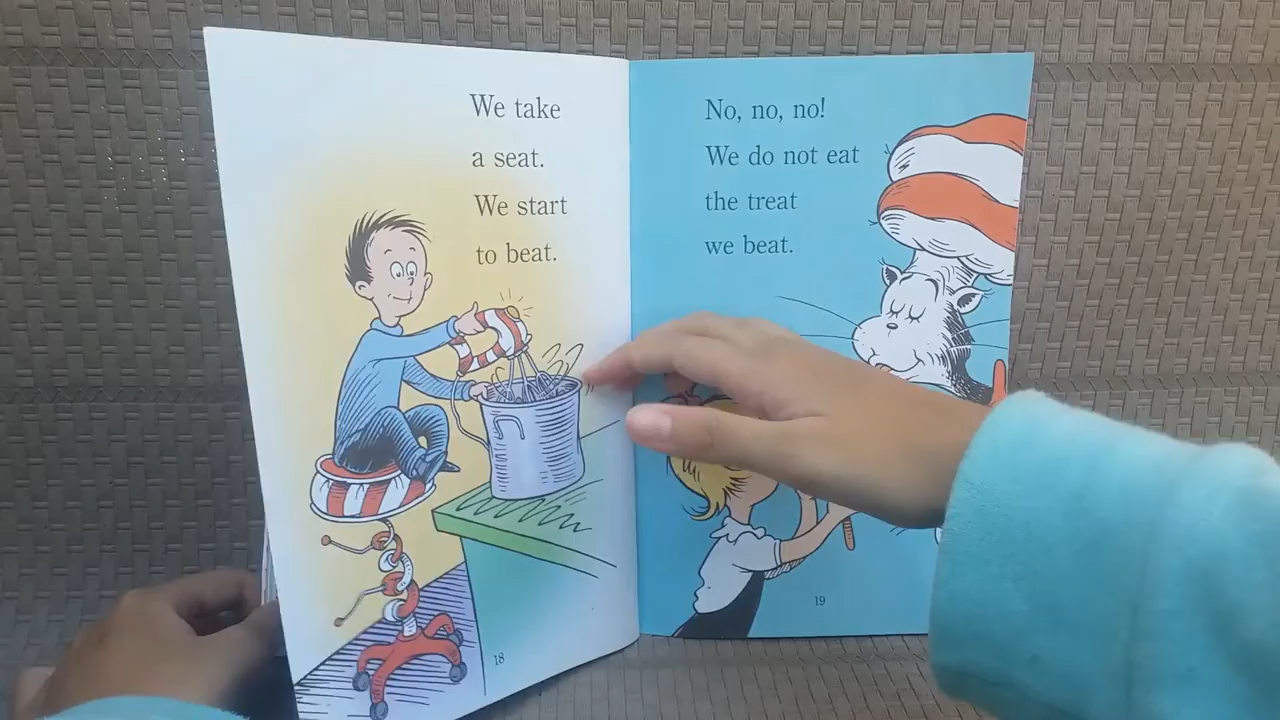 We take
a seat.
We start
to beat.
18
No, no, no!
We do not eat
the treat
we beat.
19